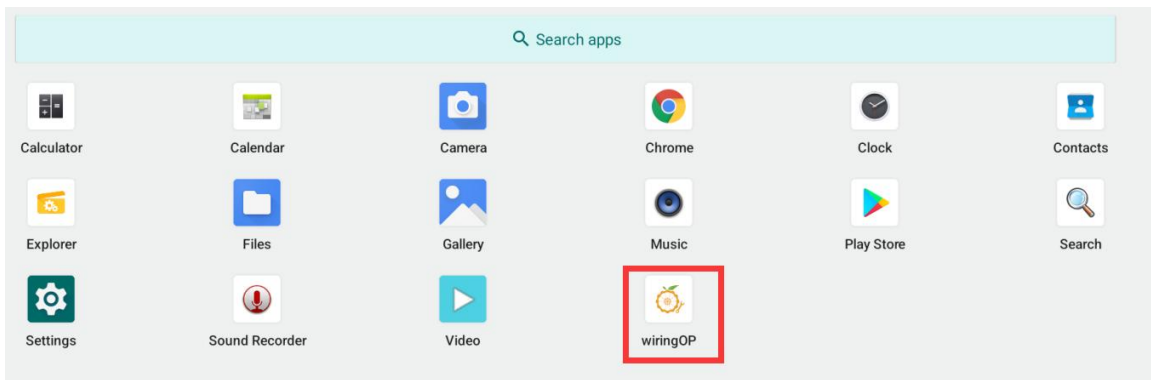 Search apps
Calculator
Calendar
Camera
Chrome
Clock
Contacts
Explorer
Files
Gallery
Music
Play Store
Search
Settings
Sound Recorder
Video
wiringOP